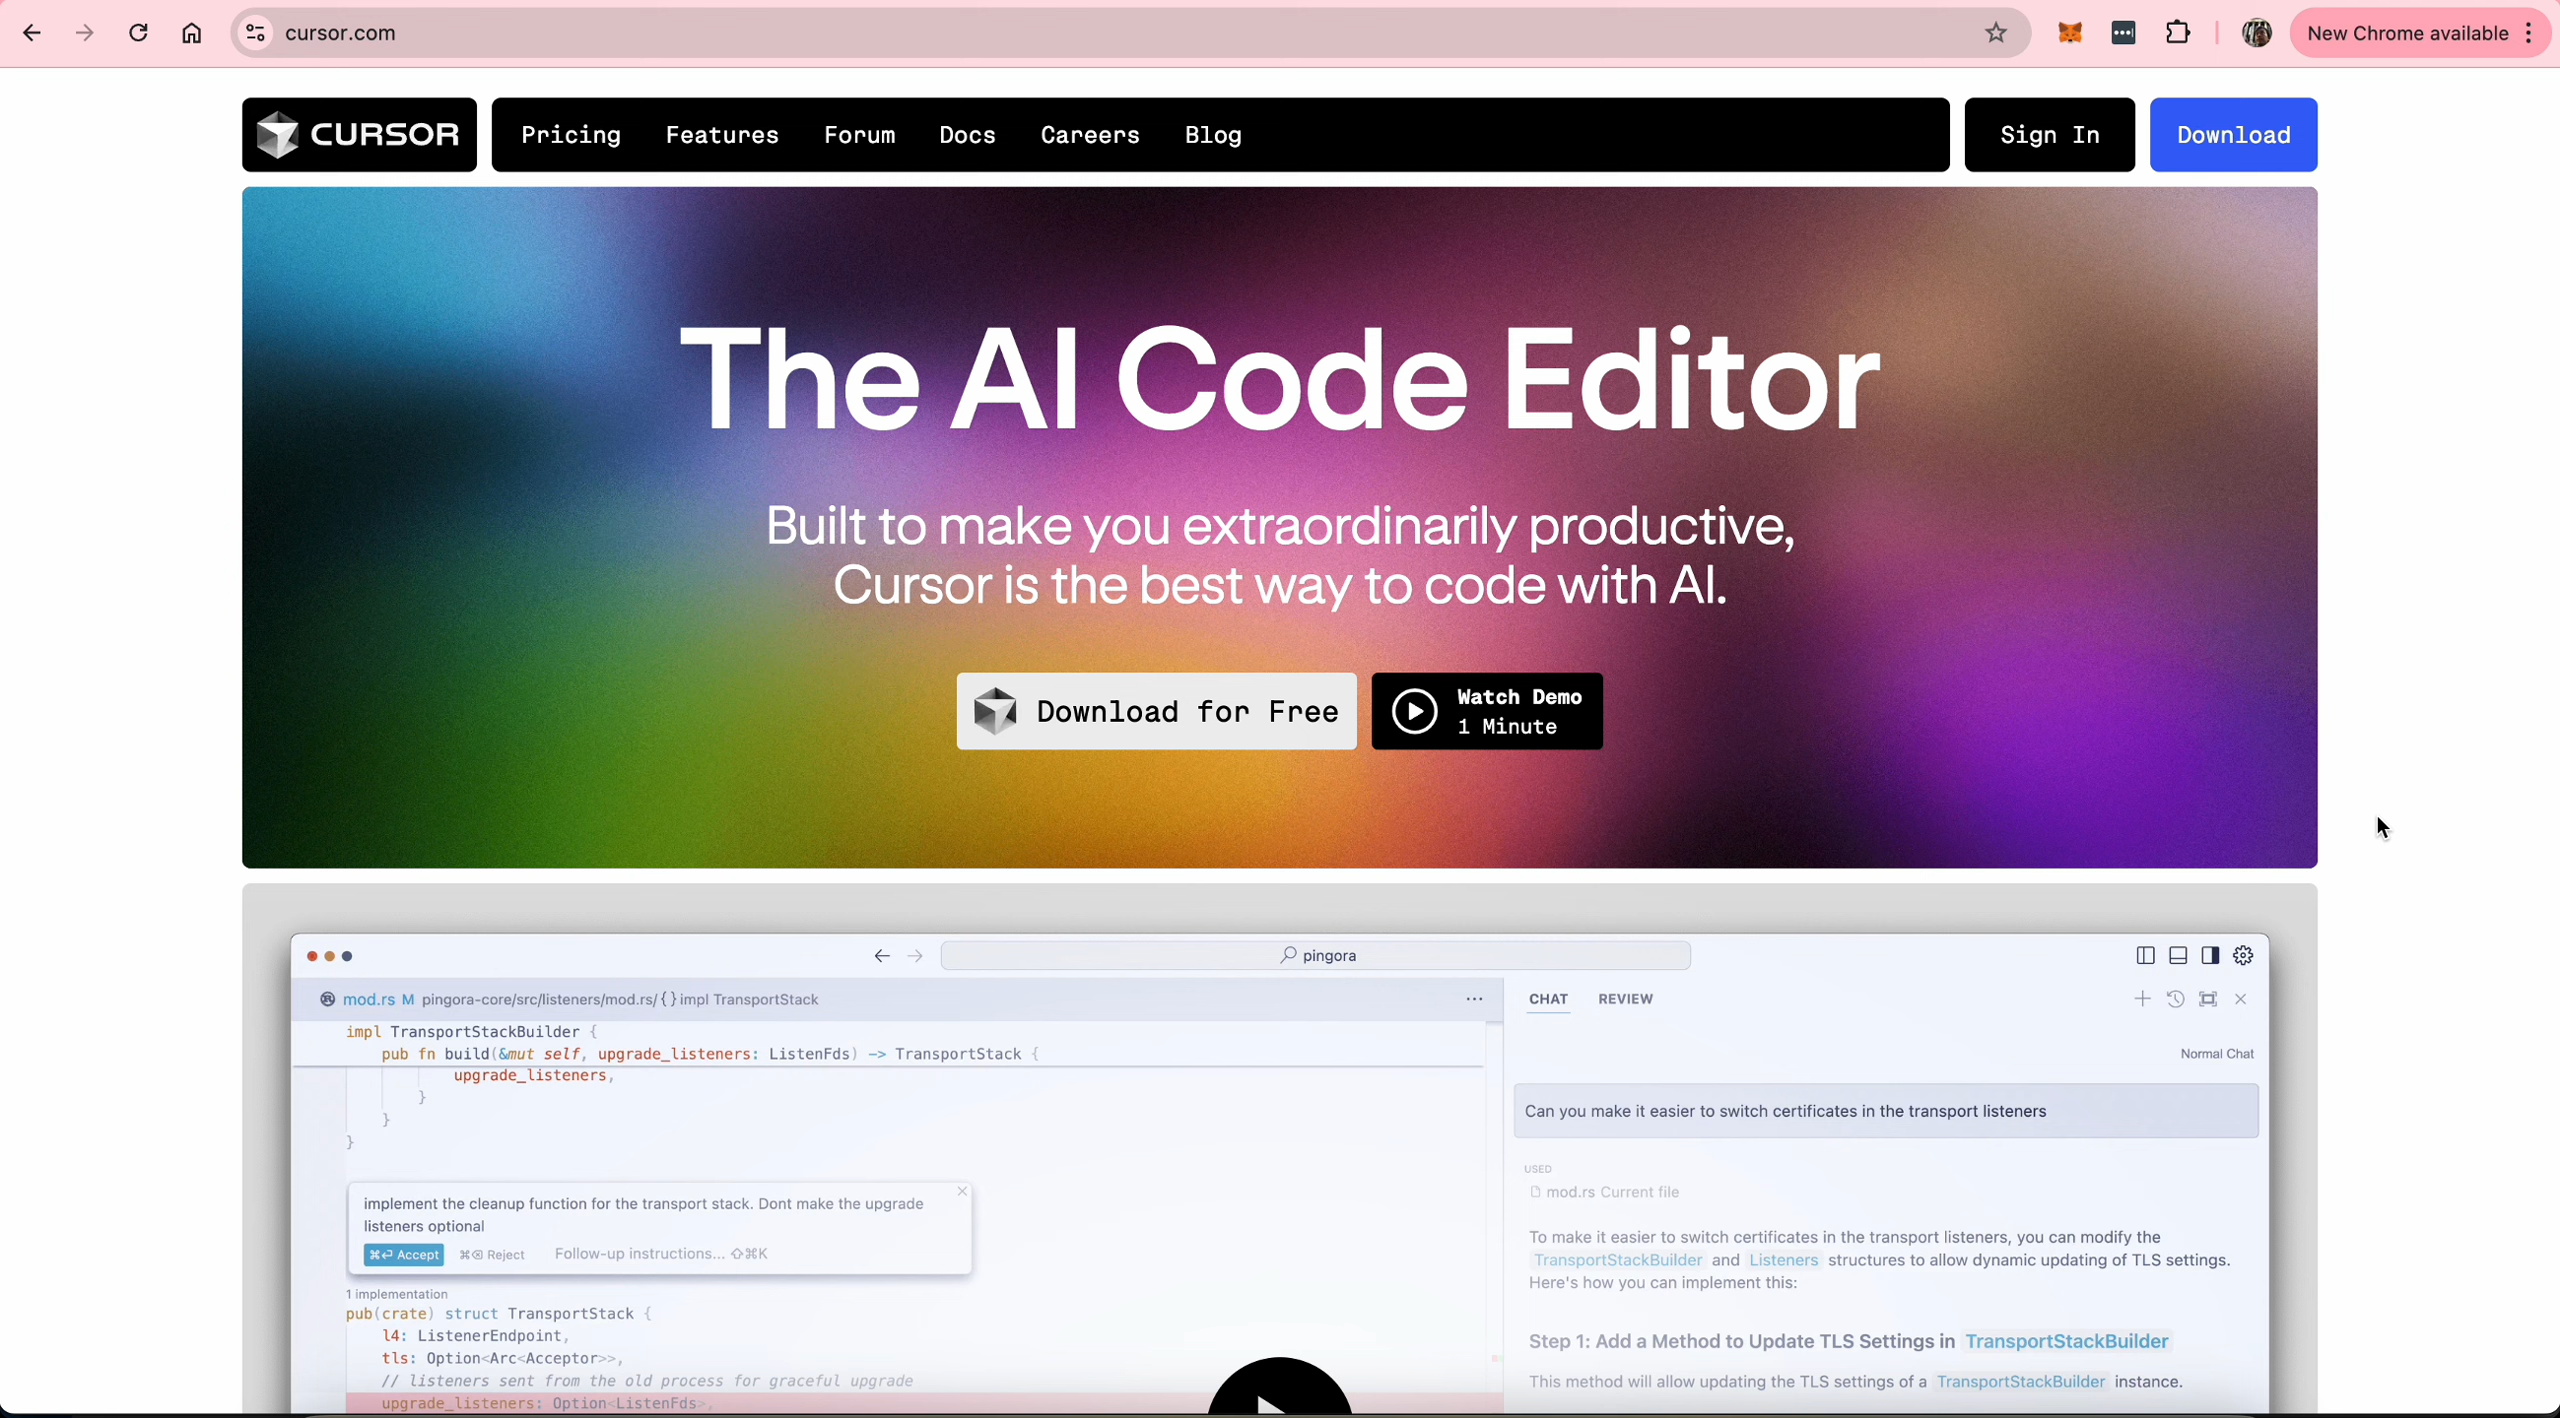 cursor.com
New Chrome available
CURSOR
Pricing
Features
Forum
Docs
Careers
Blog
Sign In
Download
The AI Code Editor
Built to make you extraordinarily productive,
Cursor is the best way to code with AI.
Download for Free
Watch Demo
1 Minute
pingora
mod.rs M pingora-core/src/listeners/mod.rs/ {} impl TransportStack
impl TransportStackBuilder {
pub fn build(&mut self, upgrade_listeners: ListenFds) -> TransportStack {
upgrade_listeners,
}
}
}
implement the cleanup function for the transport stack. Dont make the upgrade
listeners optional
⌘⏎ Accept
⌘⌫ Reject
Follow-up instructions... ⇧⌘K
1 implementation
pub(crate) struct TransportStack {
l4: ListenerEndpoint,
tls: Option<Arc<Acceptor>>,
// listeners sent from the old process for graceful upgrade
upgrade_listeners: Option<ListenFds>,
CHAT
REVIEW
Normal Chat
Can you make it easier to switch certificates in the transport listeners
USED
mod.rs Current file
To make it easier to switch certificates in the transport listeners, you can modify the
TransportStackBuilder and Listeners structures to allow dynamic updating of TLS settings.
Here's how you can implement this:
Step 1: Add a Method to Update TLS Settings in TransportStackBuilder
This method will allow updating the TLS settings of a TransportStackBuilder instance.